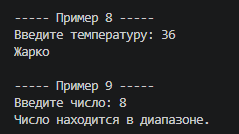 ----- Пример 8 -----
Введите температуру: 36
Жарко
----- Пример 9 -----
Введите число: 8
Число находится в диапазоне.